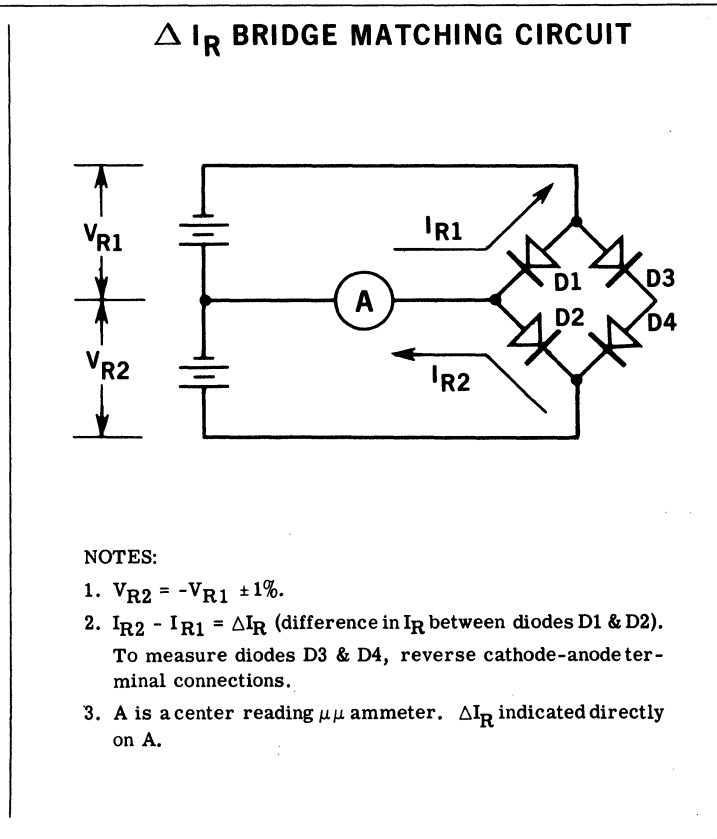 Δ IR BRIDGE MATCHING CIRCUIT
VR1
IR1
D1
D3
A
D2
D4
VR2
IR2
NOTES:
1. VR2 = -VR1 ±1%.
2. IR2 - IR1 = ΔIR (difference in IR between diodes D1 & D2).
To measure diodes D3 & D4, reverse cathode-anode ter-
minal connections.
3. A is a center reading μμ ammeter. ΔIR indicated directly
on A.